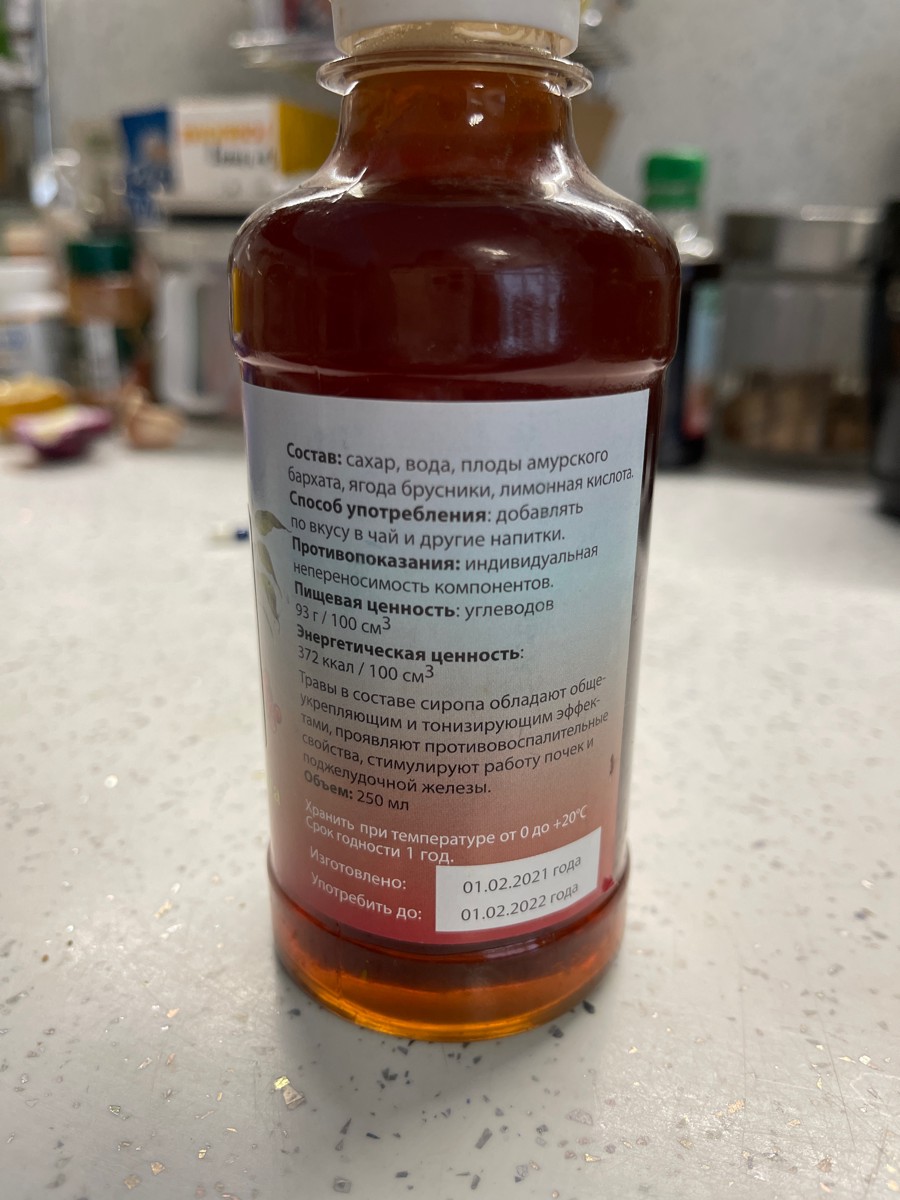 Состав: сахар, вода, плоды амурского
бархата, ягода брусники, лимонная кислота.
Способ употребления: добавлять
по вкусу в чай и другие напитки.
Противопоказания: индивидуальная
непереносимость компонентов.
Пищевая ценность: углеводов
93 г / 100 см³
Энергетическая ценность:
372 ккал / 100 см³
Травы в составе сиропа обладают обще-
укрепляющим и тонизирующим эффек-
тами, проявляют противовоспалительные
свойства, стимулируют работу почек и
поджелудочной железы.
Объем: 250 мл
Хранить при температуре от 0 до +20°С
Срок годности 1 год.
Изготовлено: 01.02.2021 года
Употребить до: 01.02.2022 года